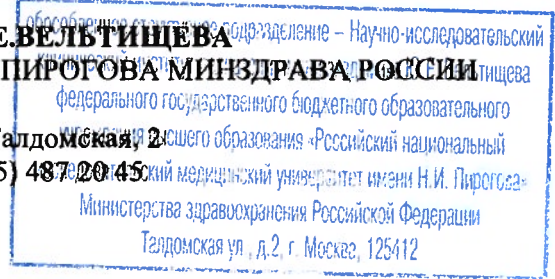 обособленное структурное подразделение – Научно-исследовательский
Е.ВЕЛЬТИЩЕВА
ПИРОГОВА МИНЗДРАВА РОССИИ
тищева
федерального государственного бюджетного образовательного
алдомская, 2
высшего образования «Российский национальный
5) 487 20 45
медицинский университет имени Н.И. Пирогова»
Министерства здравоохранения Российской Федерации
Талдомская ул., д.2, г. Москва, 125412